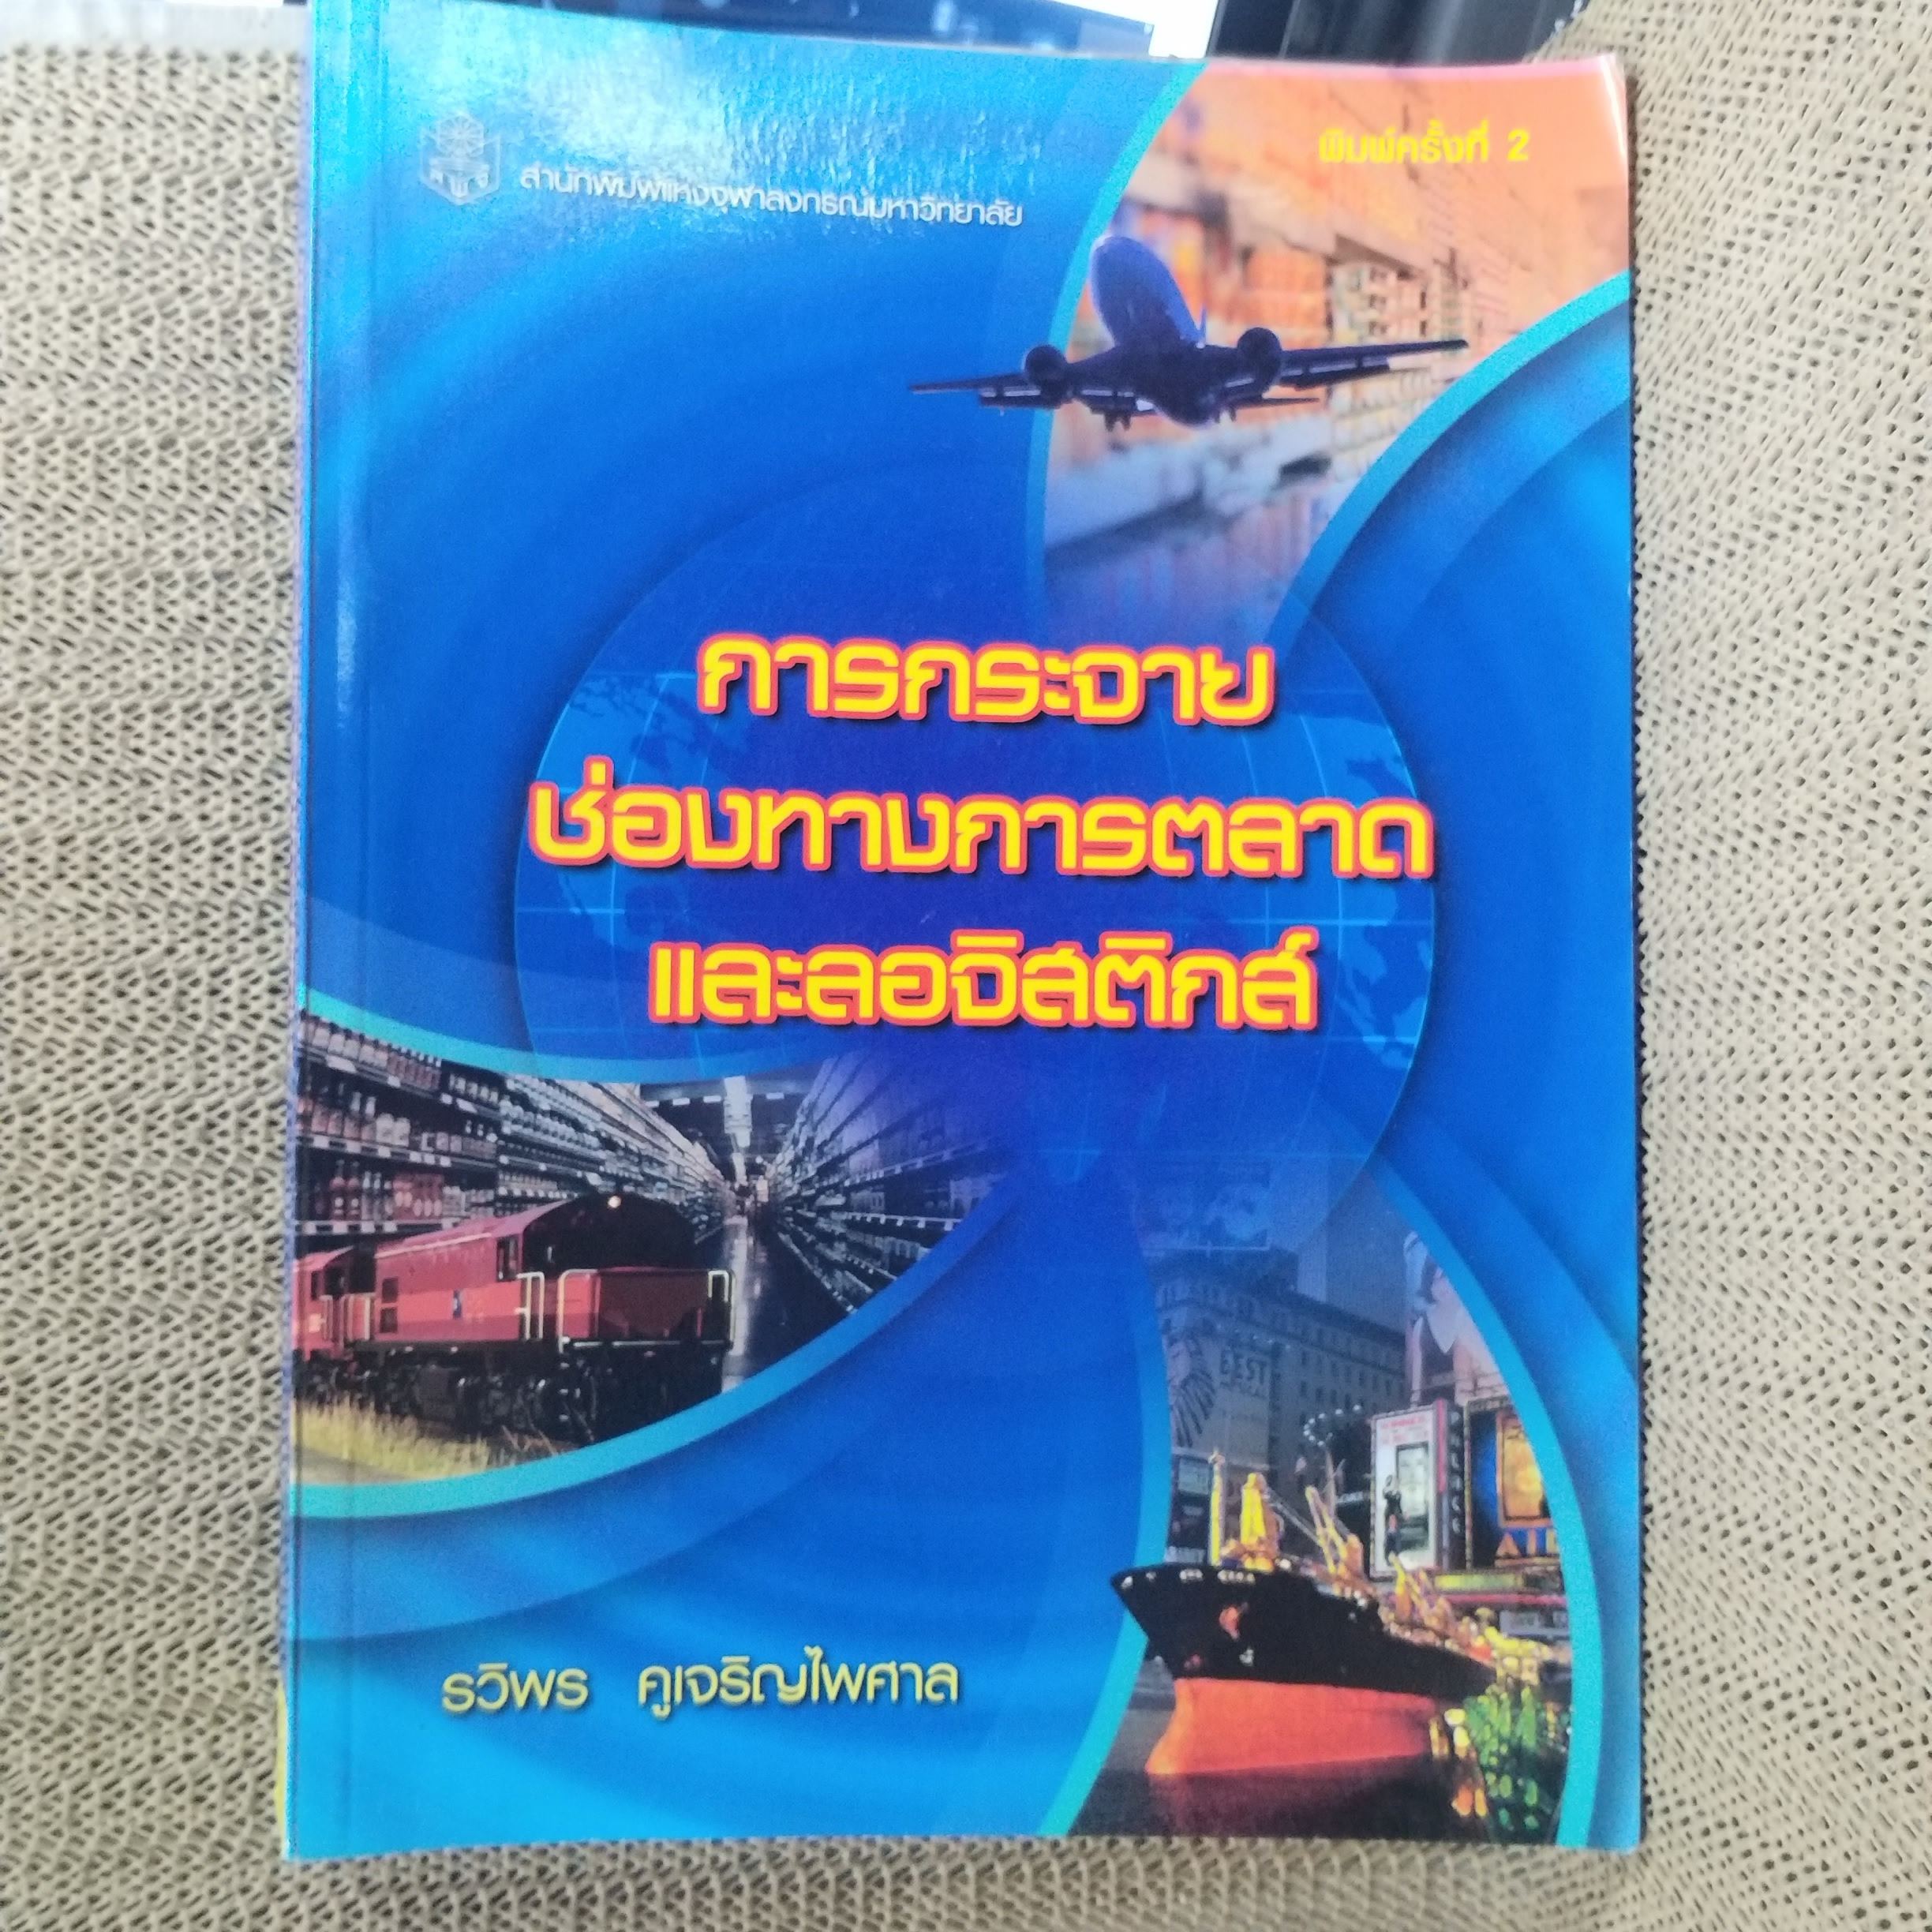 พิมพ์ครั้งที่ 2
สำนักพิมพ์แห่งจุฬาลงกรณ์มหาวิทยาลัย
การกระจาย
ช่องทางการตลาด
และลอจิสติกส์
BEST
รวิพร คูเจริญไพศาล